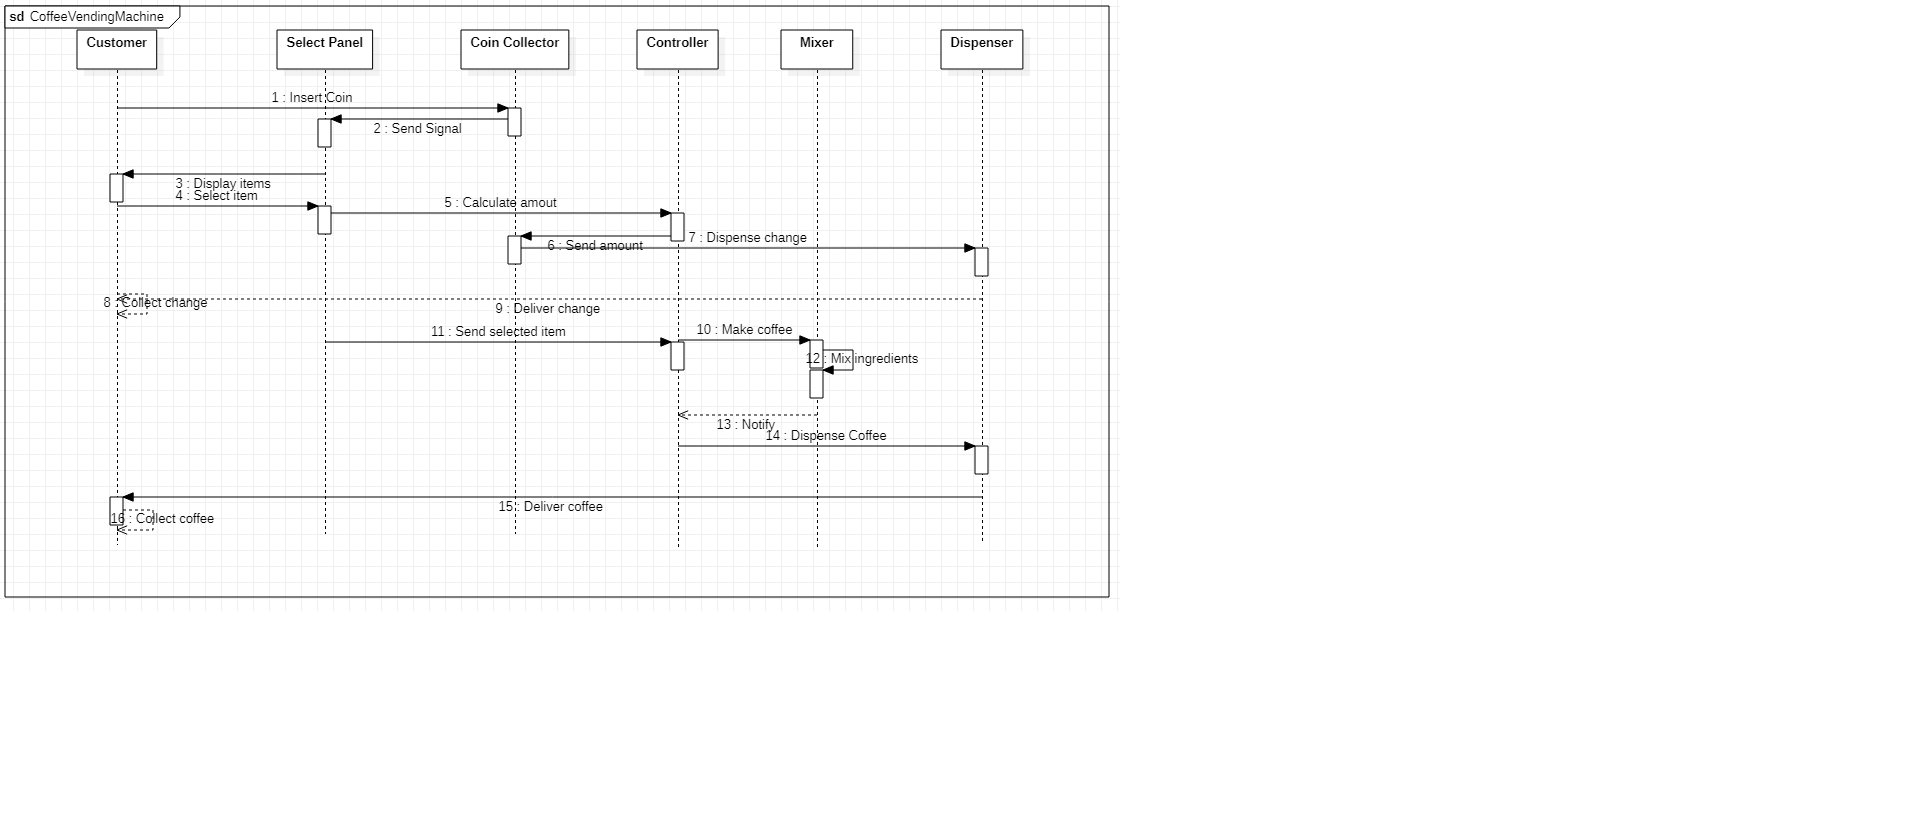 sd CoffeeVendingMachine
Customer
Select Panel
Coin Collector
Controller
Mixer
Dispenser
1 : Insert Coin
2 : Send Signal
3 : Display items
4 : Select item
5 : Calculate amout
6 : Send amount
7 : Dispense change
8 : Collect change
9 : Deliver change
10 : Make coffee
11 : Send selected item
12 : Mix ingredients
13 : Notify
14 : Dispense Coffee
15 : Deliver coffee
16 : Collect coffee